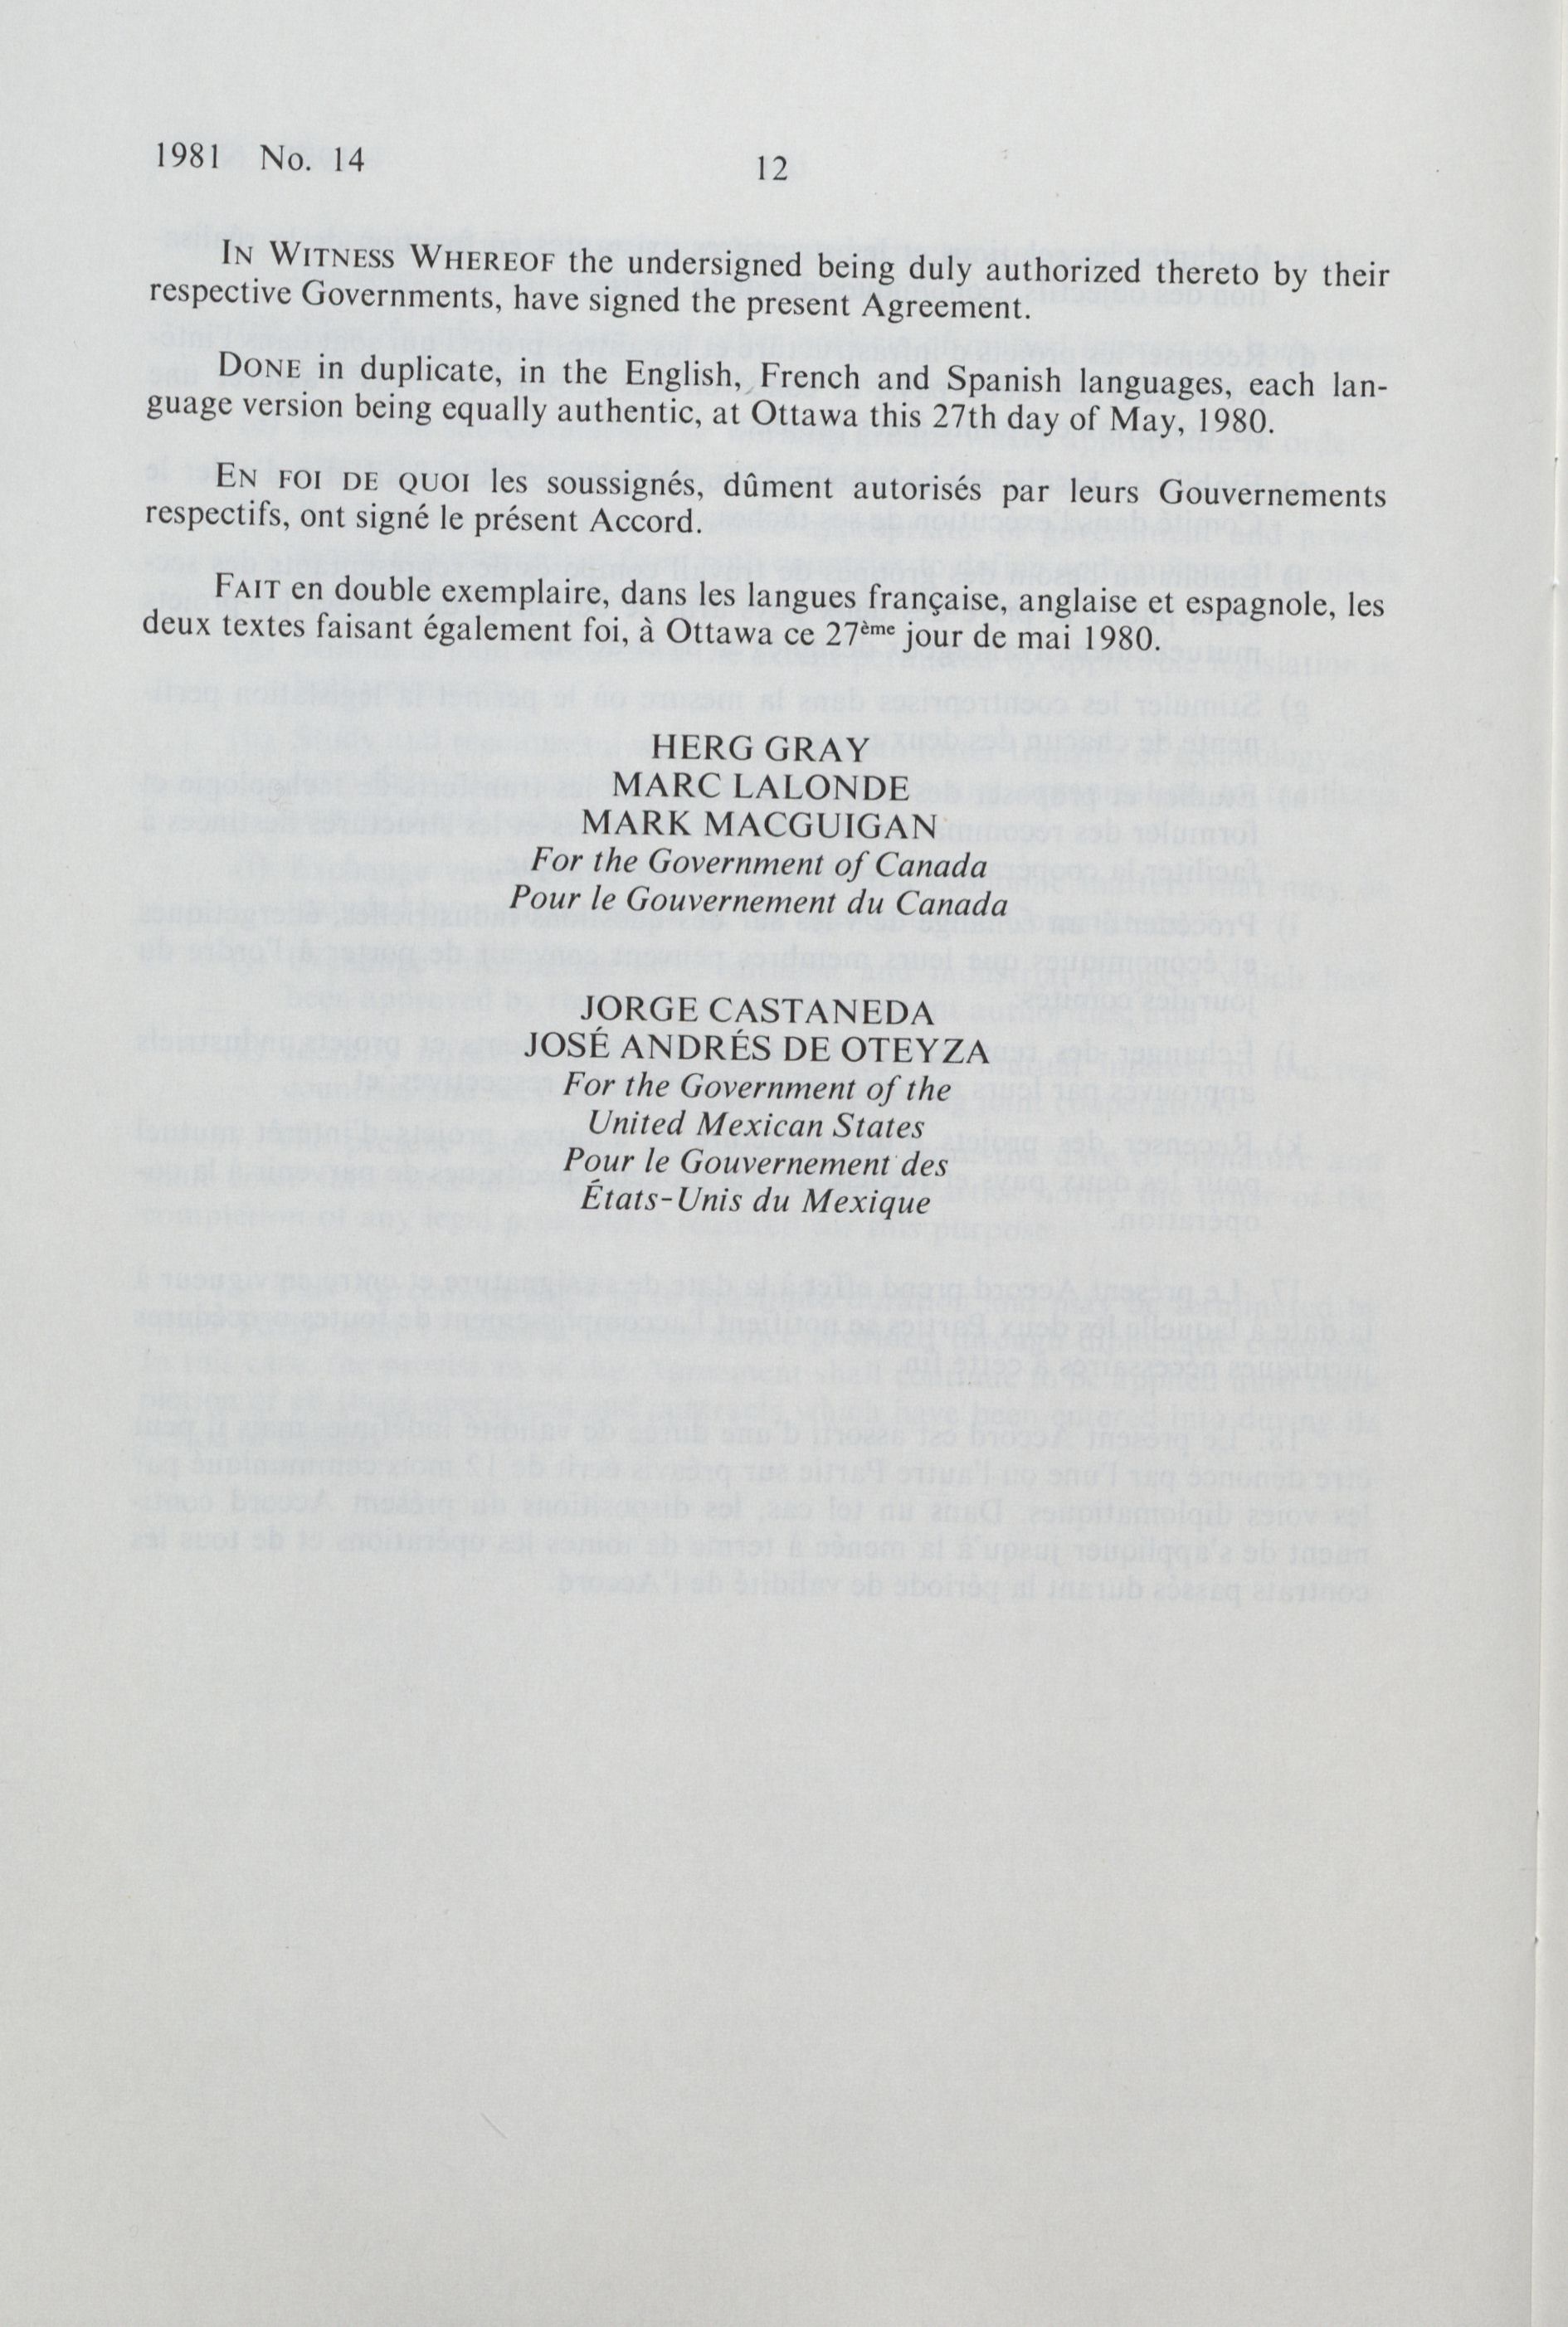 1981 No. 14
12
IN WITNESS WHEREOF the undersigned being duly authorized thereto by their
respective Governments, have signed the present Agreement.
DONE in duplicate, in the English, French and Spanish languages, each lan-
guage version being equally authentic, at Ottawa this 27th day of May, 1980.
EN FOI DE QUOI les soussignés, dûment autorisés par leurs Gouvernements
respectifs, ont signé le présent Accord.
FAIT en double exemplaire, dans les langues française, anglaise et espagnole, les
deux textes faisant également foi, à Ottawa ce 27ème jour de mai 1980.
HERG GRAY
MARC LALONDE
MARK MACGUIGAN
For the Government of Canada
Pour le Gouvernement du Canada
JORGE CASTANEDA
JOSÉ ANDRÉS DE OTEYZA
For the Government of the
United Mexican States
Pour le Gouvernement des
États-Unis du Mexique